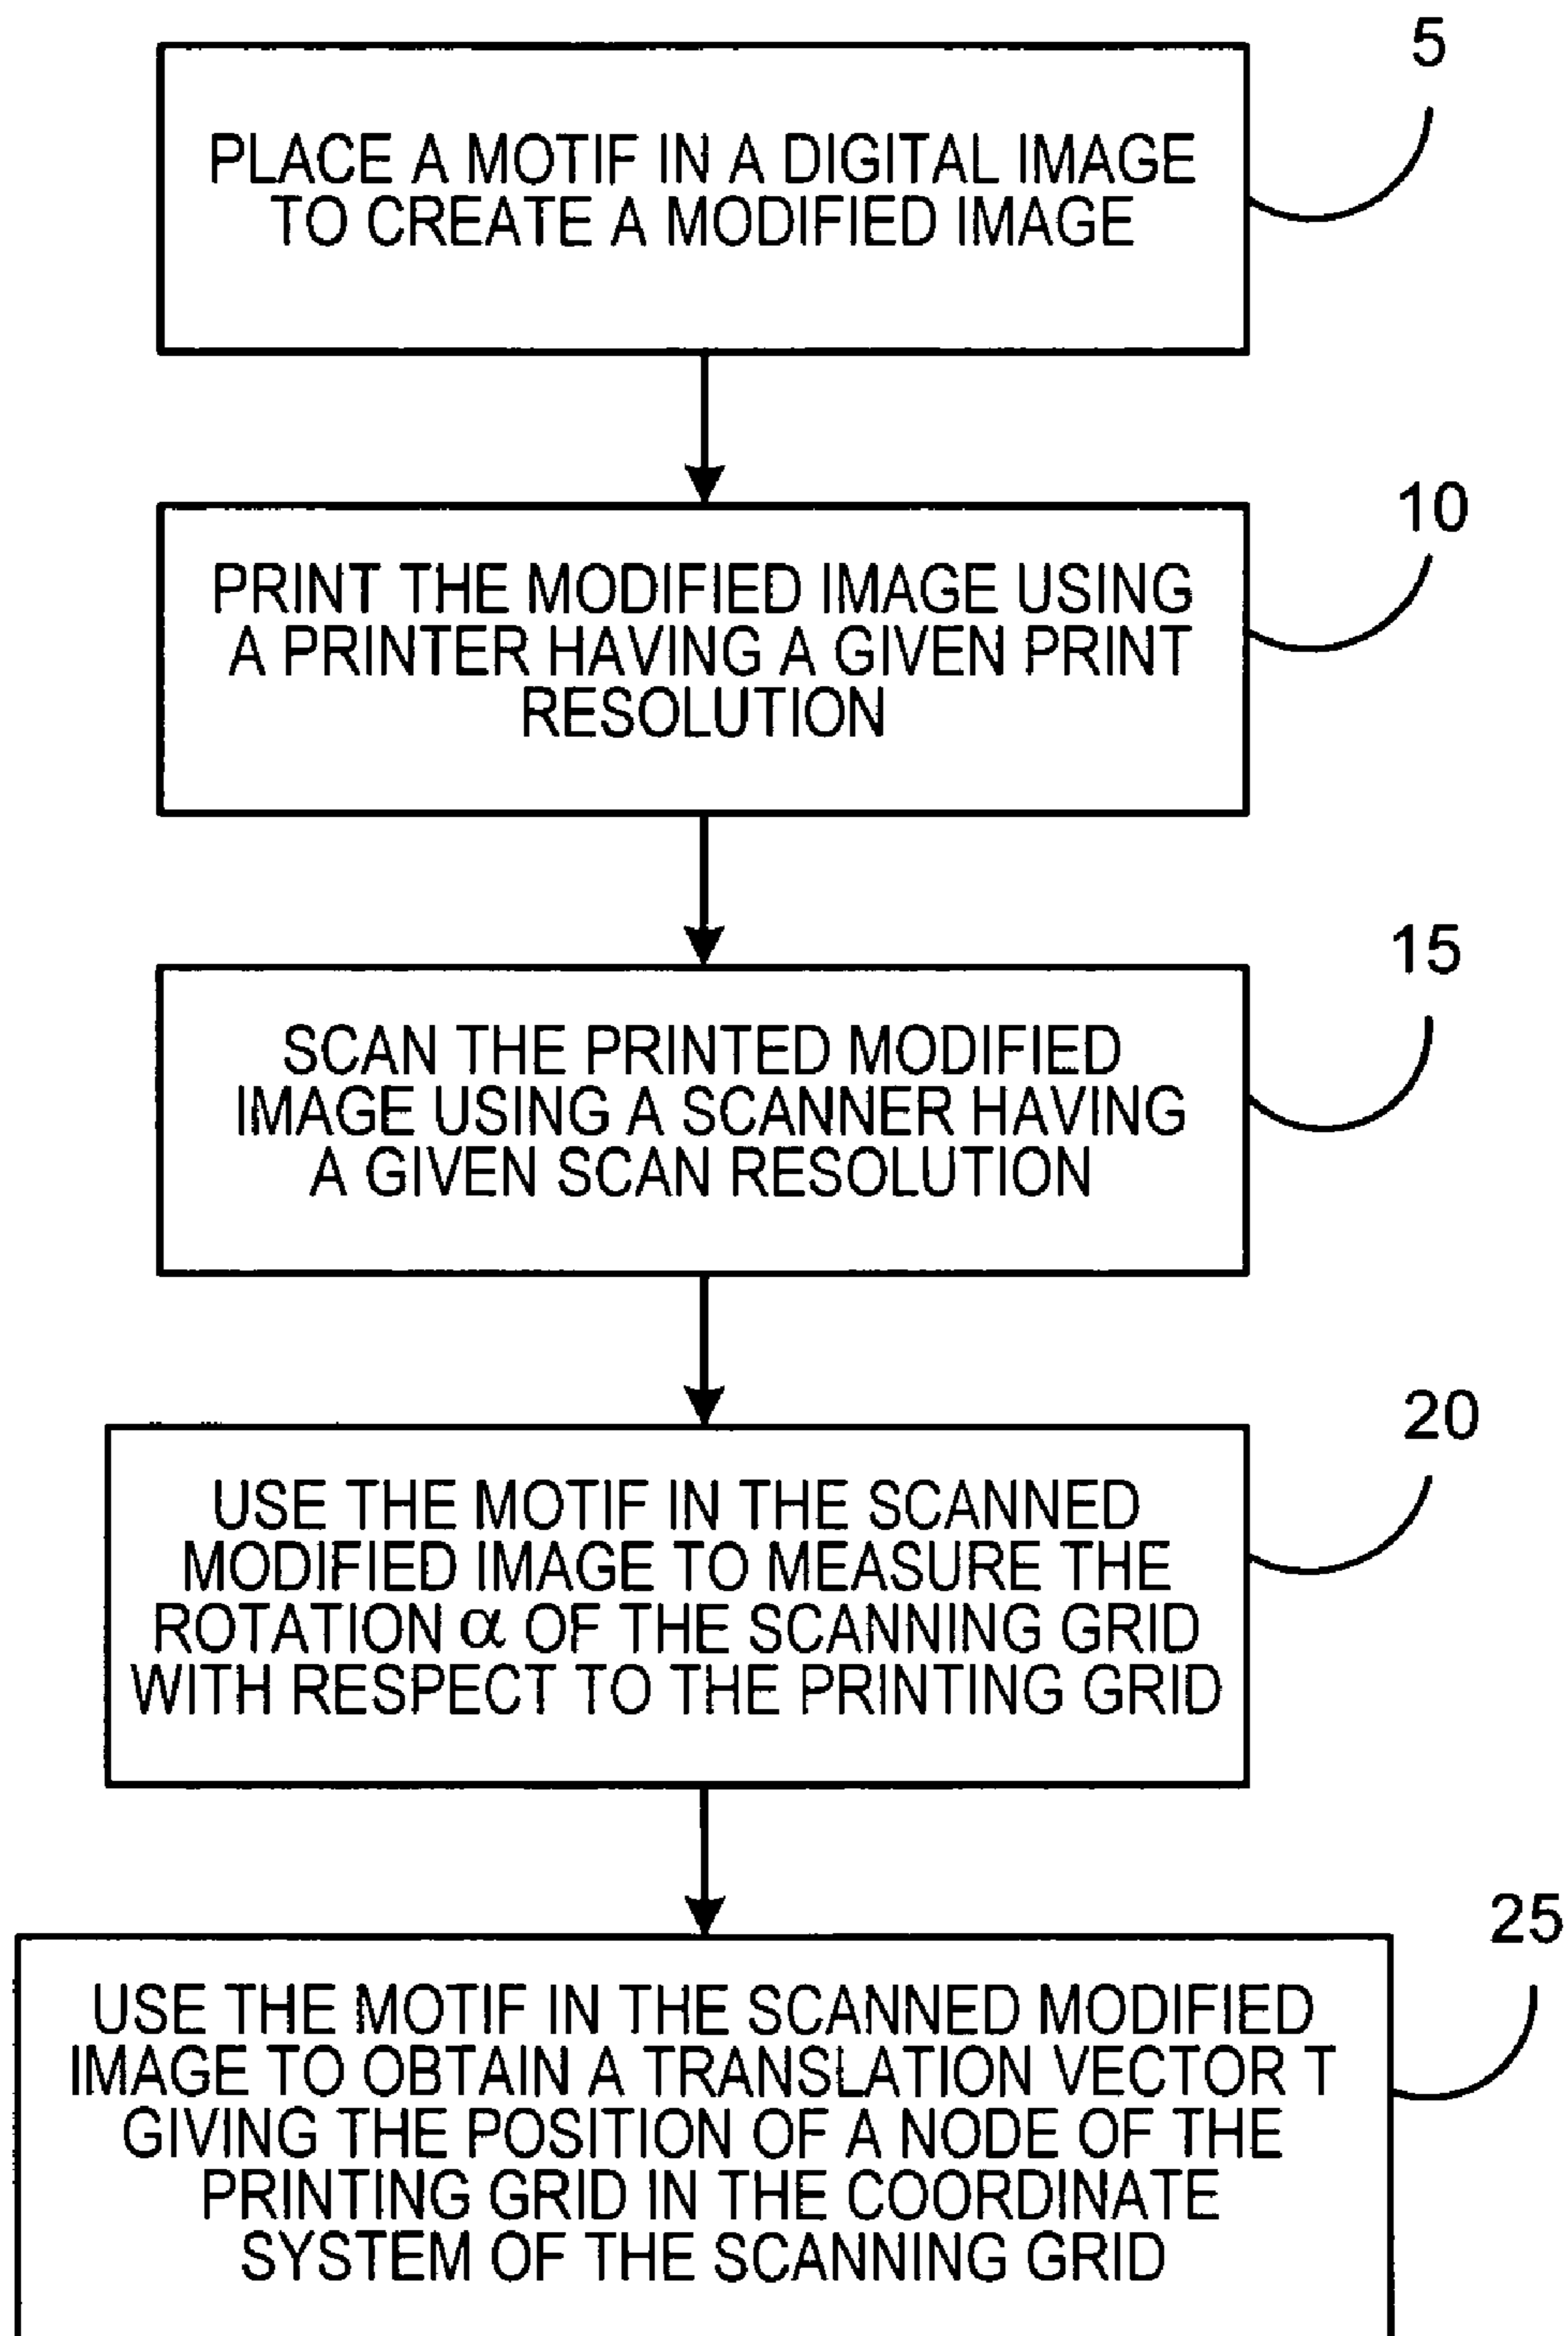 5
PLACE A MOTIF IN A DIGITAL IMAGE
TO CREATE A MODIFIED IMAGE
10
PRINT THE MODIFIED IMAGE USING
A PRINTER HAVING A GIVEN PRINT
RESOLUTION
15
SCAN THE PRINTED MODIFIED
IMAGE USING A SCANNER HAVING
A GIVEN SCAN RESOLUTION
20
USE THE MOTIF IN THE SCANNED
MODIFIED IMAGE TO MEASURE THE
ROTATION α OF THE SCANNING GRID
WITH RESPECT TO THE PRINTING GRID
25
USE THE MOTIF IN THE SCANNED MODIFIED
IMAGE TO OBTAIN A TRANSLATION VECTOR T
GIVING THE POSITION OF A NODE OF THE
PRINTING GRID IN THE COORDINATE
SYSTEM OF THE SCANNING GRID